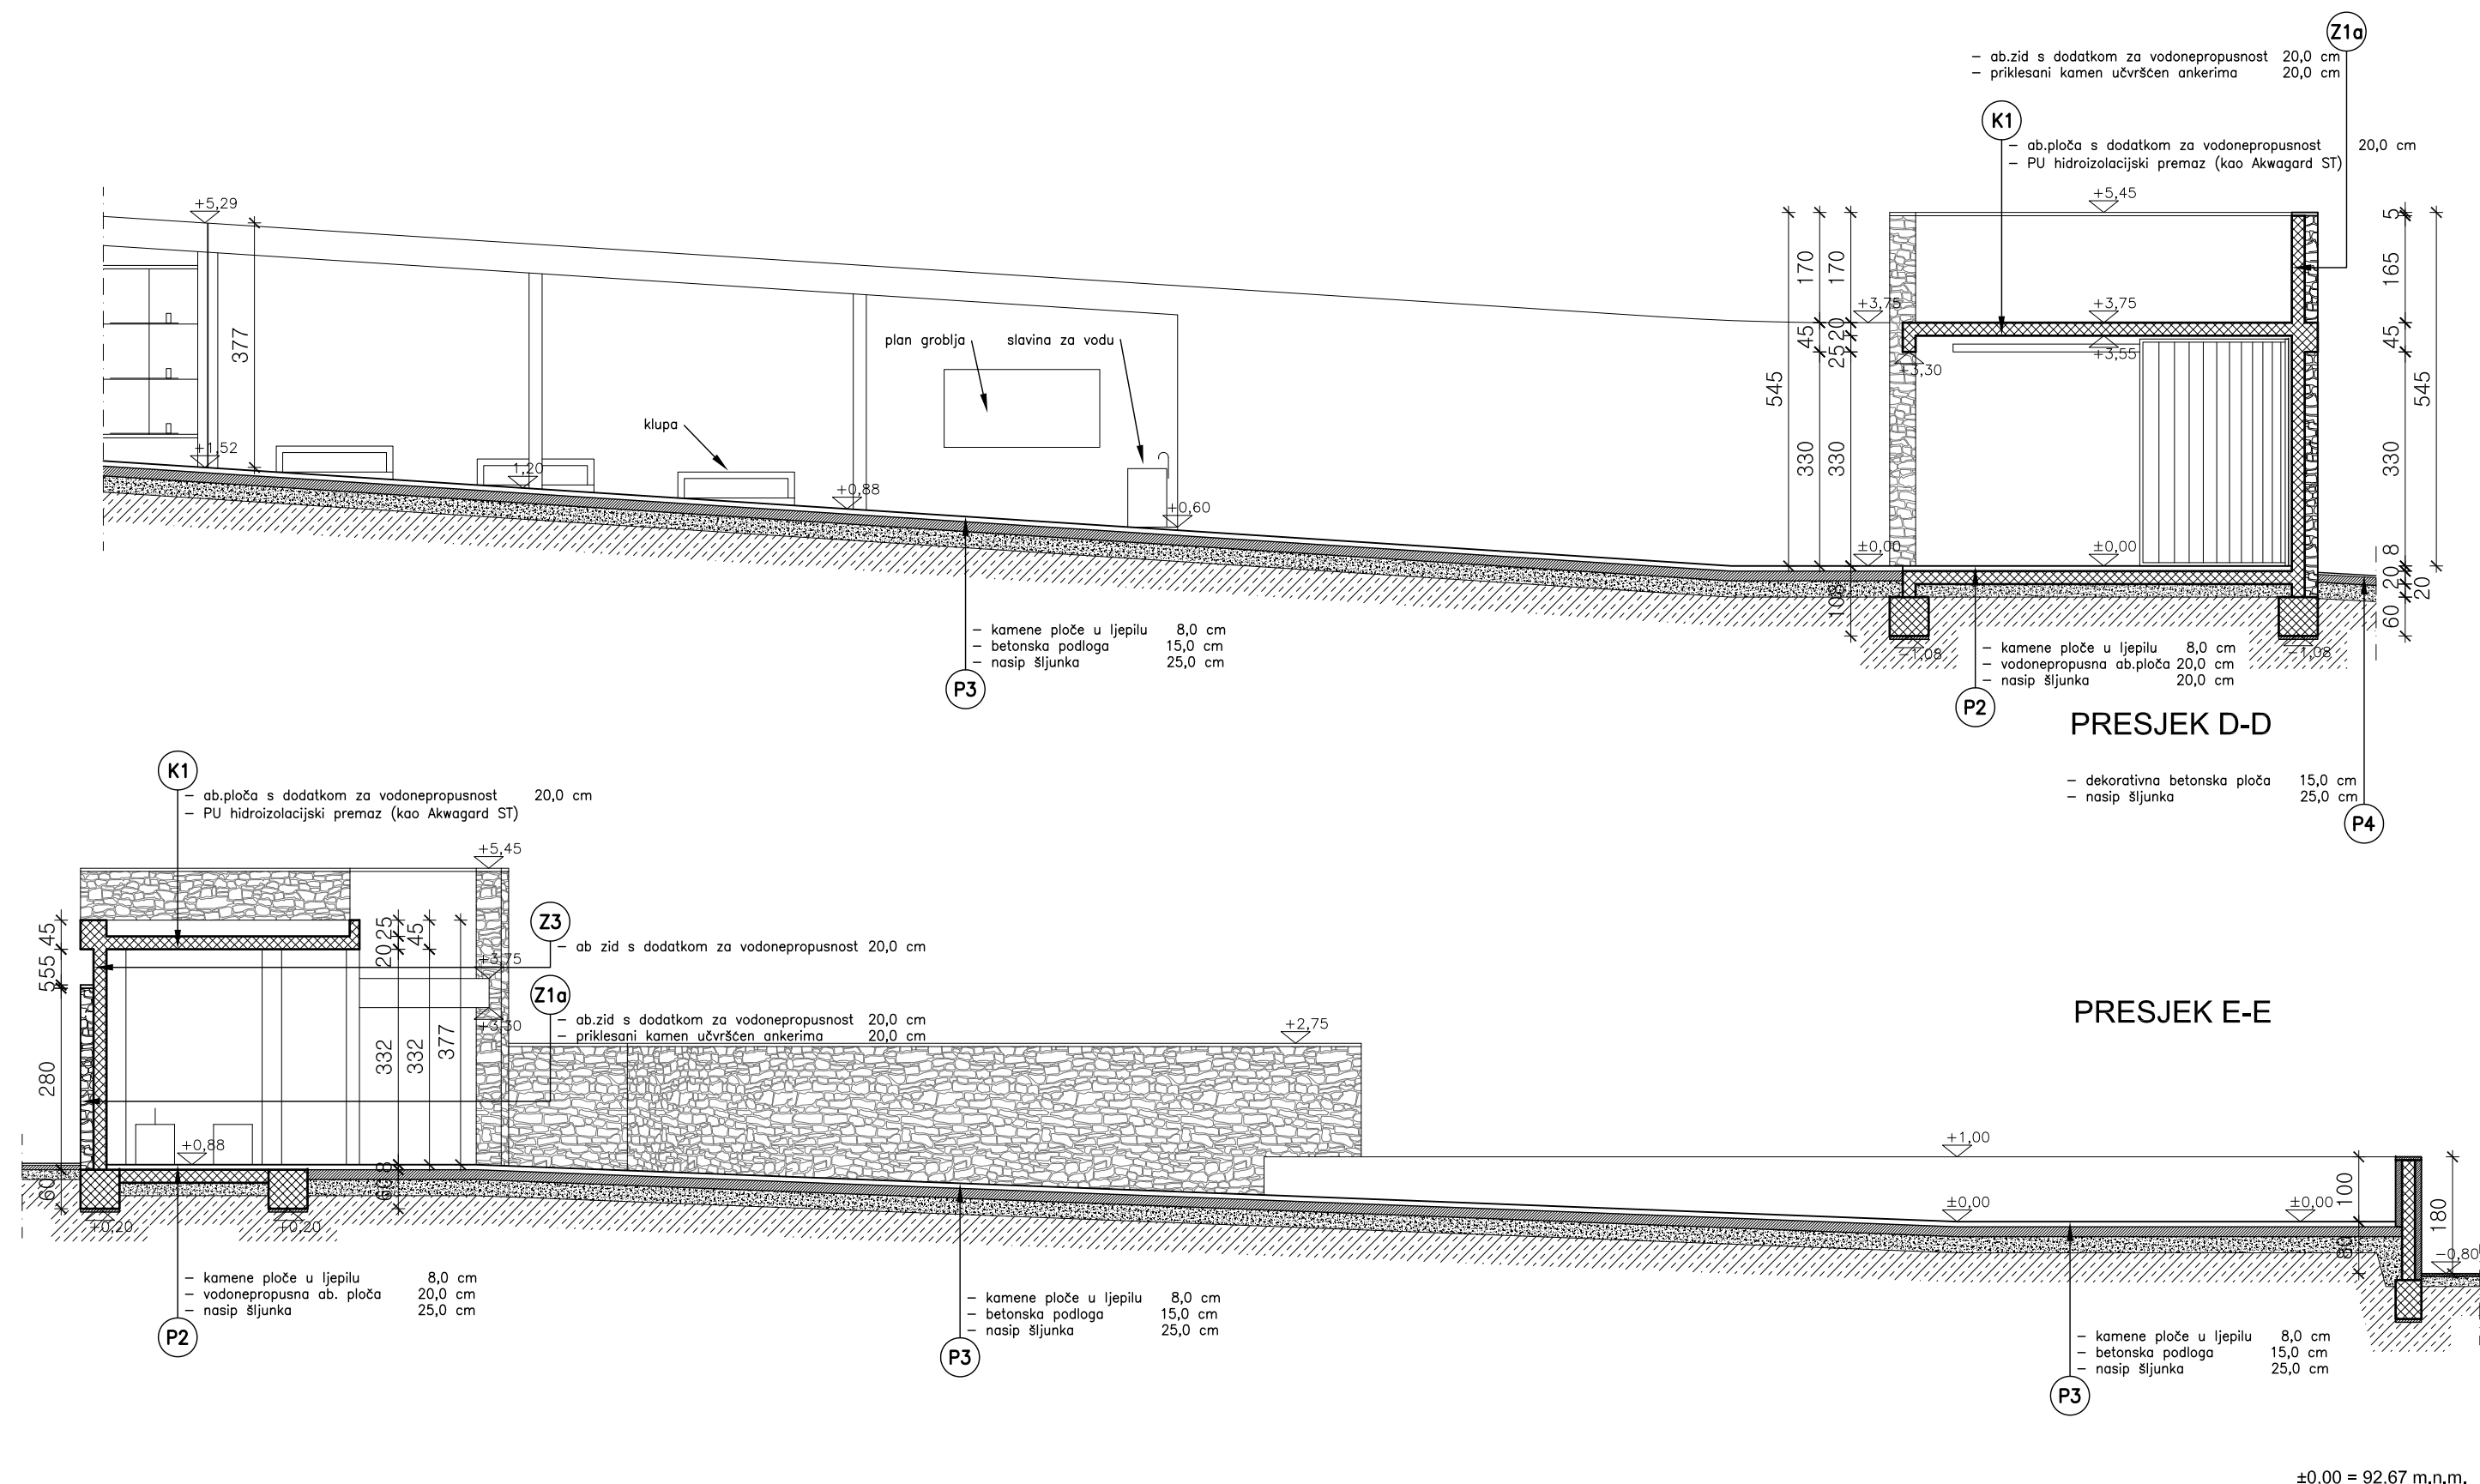 Z1a
– ab.zid s dodatkom za vodonepropusnost 20,0 cm
– priklesani kamen učvršćen ankerima 20,0 cm
K1
– ab.ploča s dodatkom za vodonepropusnost 20,0 cm
– PU hidroizolacijski premaz (kao Akwagard ST)
+5,29
+5,45
377
545
170
170
45
20
25
330
330
108
+3,75
+3,75
+3,55
+3,30
5
165
45
330
545
8
20
20
60
plan groblja
slavina za vodu
klupa
+1,52
1,20
+0,88
+0,60
±0,00
±0,00
– kamene ploče u ljepilu 8,0 cm
– betonska podloga 15,0 cm
– nasip šljunka 25,0 cm
P3
-1,08
-1,08
– kamene ploče u ljepilu 8,0 cm
– vodonepropusna ab.ploča 20,0 cm
– nasip šljunka 20,0 cm
P2
PRESJEK D-D
– dekorativna betonska ploča 15,0 cm
– nasip šljunka 25,0 cm
P4
K1
– ab.ploča s dodatkom za vodonepropusnost 20,0 cm
– PU hidroizolacijski premaz (kao Akwagard ST)
+5,45
45
555
280
60
20
25
45
332
332
377
8
60
+3,75
+3,30
Z3
– ab zid s dodatkom za vodonepropusnost 20,0 cm
Z1a
– ab.zid s dodatkom za vodonepropusnost 20,0 cm
– priklesani kamen učvršćen ankerima 20,0 cm
PRESJEK E-E
+2,75
+0,88
+1,00
±0,00
±0,00
100
80
180
-0,80
+0,20
+0,20
– kamene ploče u ljepilu 8,0 cm
– vodonepropusna ab. ploča 20,0 cm
– nasip šljunka 25,0 cm
P2
– kamene ploče u ljepilu 8,0 cm
– betonska podloga 15,0 cm
– nasip šljunka 25,0 cm
P3
– kamene ploče u ljepilu 8,0 cm
– betonska podloga 15,0 cm
– nasip šljunka 25,0 cm
P3
±0.00 = 92.67 m.n.m.